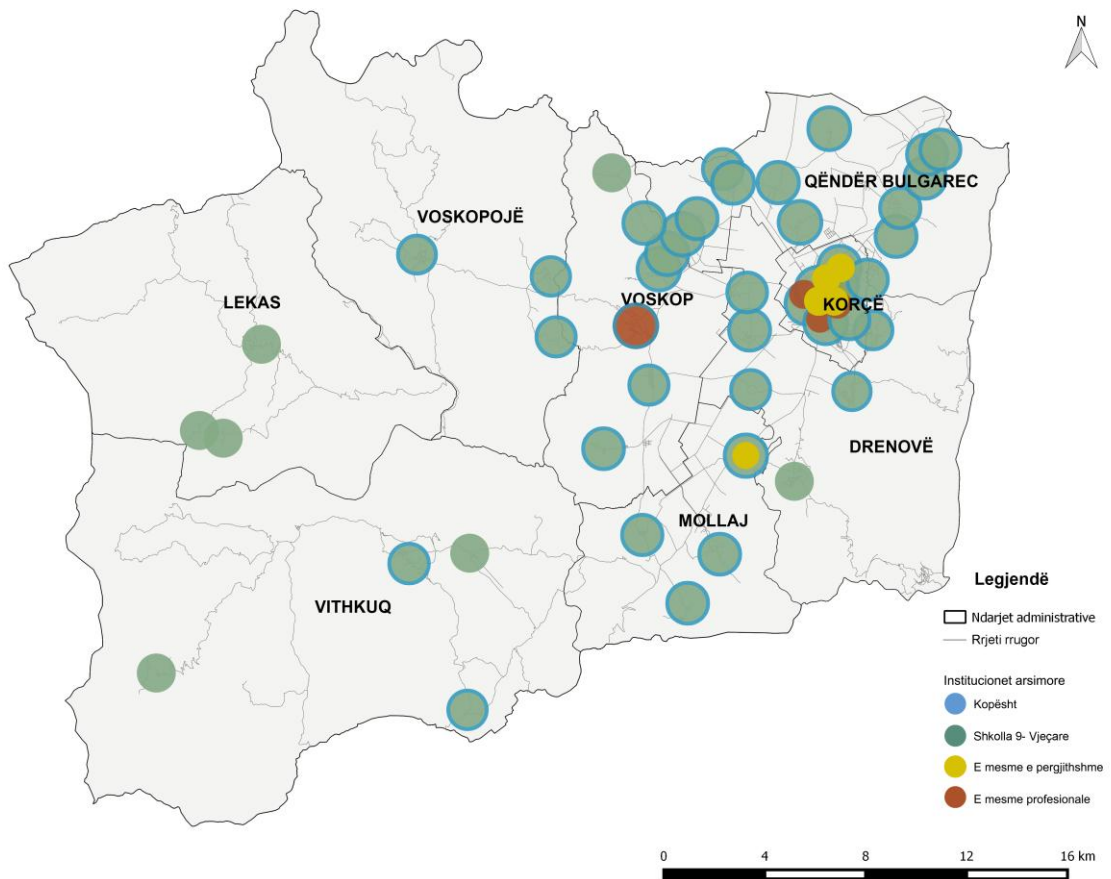 N
QËNDËR BULGAREC
VOSKOPOJË
LEKAS
VOSKOP
KORÇË
DRENOVË
MOLLAJ
VITHKUQ
Legjendë
Ndarjet administrative
Rrjeti rrugor
Institucionet arsimore
Kopësht
Shkolla 9- Vjeçare
E mesme e pergjithshme
E mesme profesionale
0 4 8 12 16 km